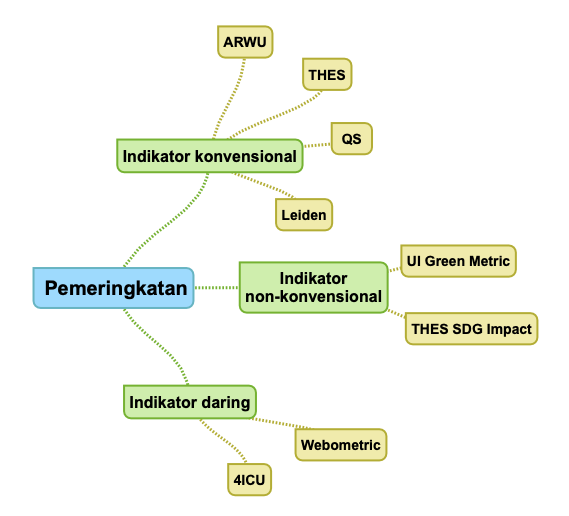 ARWU
THES
QS
Indikator konvensional
Leiden
UI Green Metric
Indikator
non-konvensional
Pemeringkatan
THES SDG Impact
Indikator daring
Webometric
4ICU